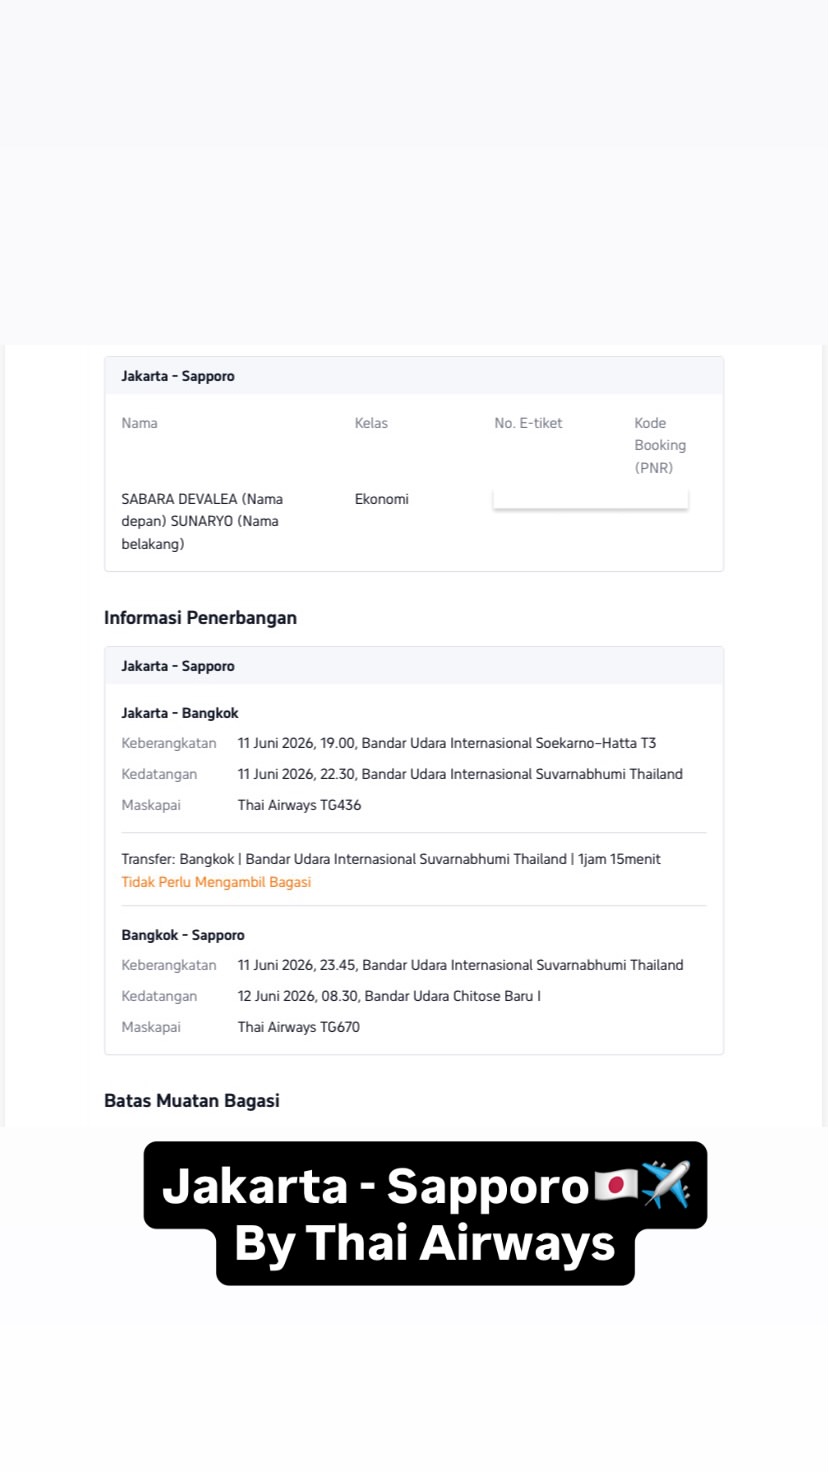 Jakarta - Sapporo
Nama Kelas No. E-tiket Kode
Booking
(PNR)
SABARA DEVALEA (Nama Ekonomi
depan) SUNARYO (Nama
belakang)
Informasi Penerbangan
Jakarta - Sapporo
Jakarta - Bangkok
Keberangkatan 11 Juni 2026, 19.00, Bandar Udara Internasional Soekarno-Hatta T3
Kedatangan 11 Juni 2026, 22.30, Bandar Udara Internasional Suvarnabhumi Thailand
Maskapai Thai Airways TG436
Transfer: Bangkok | Bandar Udara Internasional Suvarnabhumi Thailand | 1jam 15menit
Tidak Perlu Mengambil Bagasi
Bangkok - Sapporo
Keberangkatan 11 Juni 2026, 23.45, Bandar Udara Internasional Suvarnabhumi Thailand
Kedatangan 12 Juni 2026, 08.30, Bandar Udara Chitose Baru I
Maskapai Thai Airways TG670
Batas Muatan Bagasi
Jakarta - Sapporo🇯🇵✈️
By Thai Airways